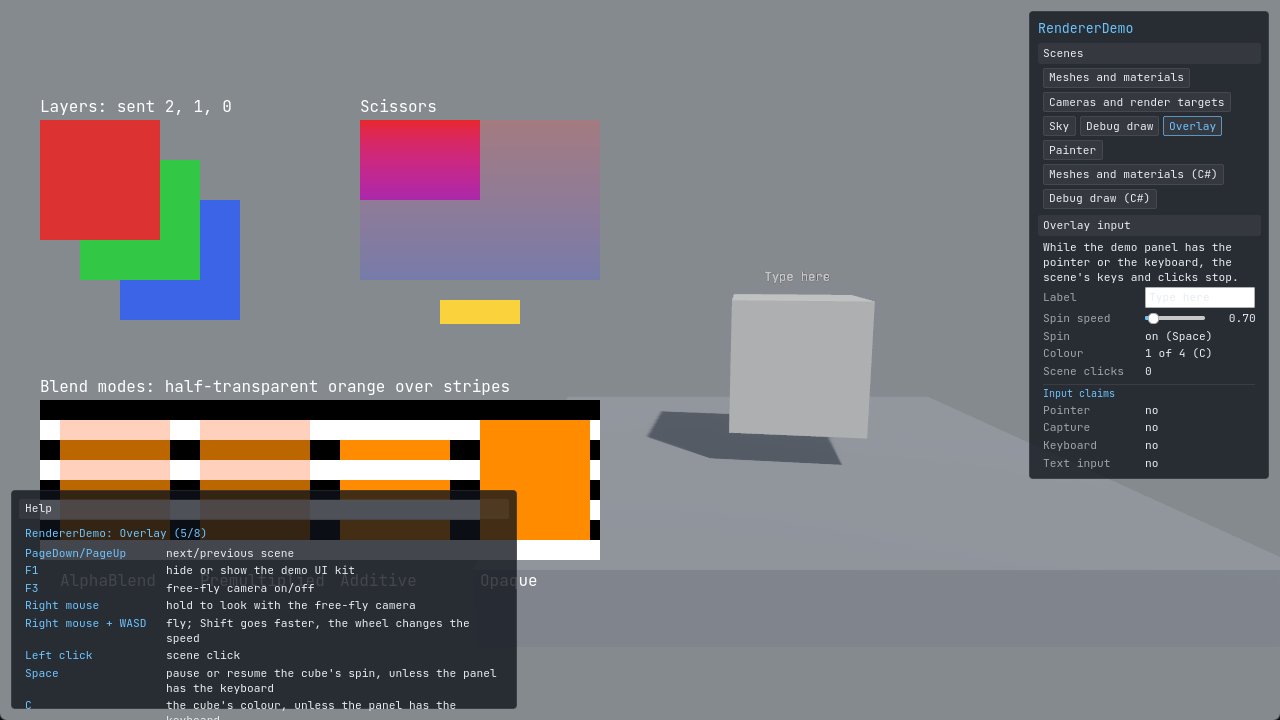 Layers: sent 2, 1, 0
Scissors
Type here
Blend modes: half-transparent orange over stripes
AlphaBlend
Premultiplied
Additive
Opaque
RendererDemo
Scenes
Meshes and materials
Cameras and render targets
Sky
Debug draw
Overlay
Painter
Meshes and materials (C#)
Debug draw (C#)
Overlay input
While the demo panel has the
pointer or the keyboard, the
scene's keys and clicks stop.
Label Type here
Spin speed 0.70
Spin on (Space)
Colour 1 of 4 (C)
Scene clicks 0
Input claims
Pointer no
Capture no
Keyboard no
Text input no
Help
RendererDemo: Overlay (5/8)
PageDown/PageUp next/previous scene
F1 hide or show the demo UI kit
F3 free-fly camera on/off
Right mouse hold to look with the free-fly camera
Right mouse + WASD fly; Shift goes faster, the wheel changes the
speed
Left click scene click
Space pause or resume the cube's spin, unless the panel
has the keyboard
C the cube's colour, unless the panel has the
keyboard